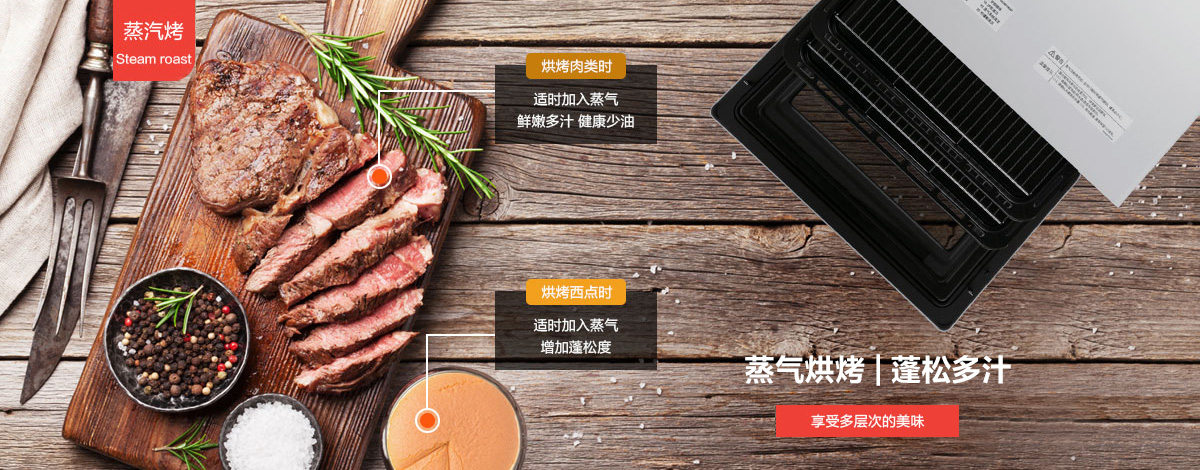 蒸汽烤
Steam roast
烘烤肉类时
适时加入蒸气
鲜嫩多汁 健康少油
烘烤西点时
适时加入蒸气
增加蓬松度
蒸气烘烤 | 蓬松多汁
享受多层次的美味